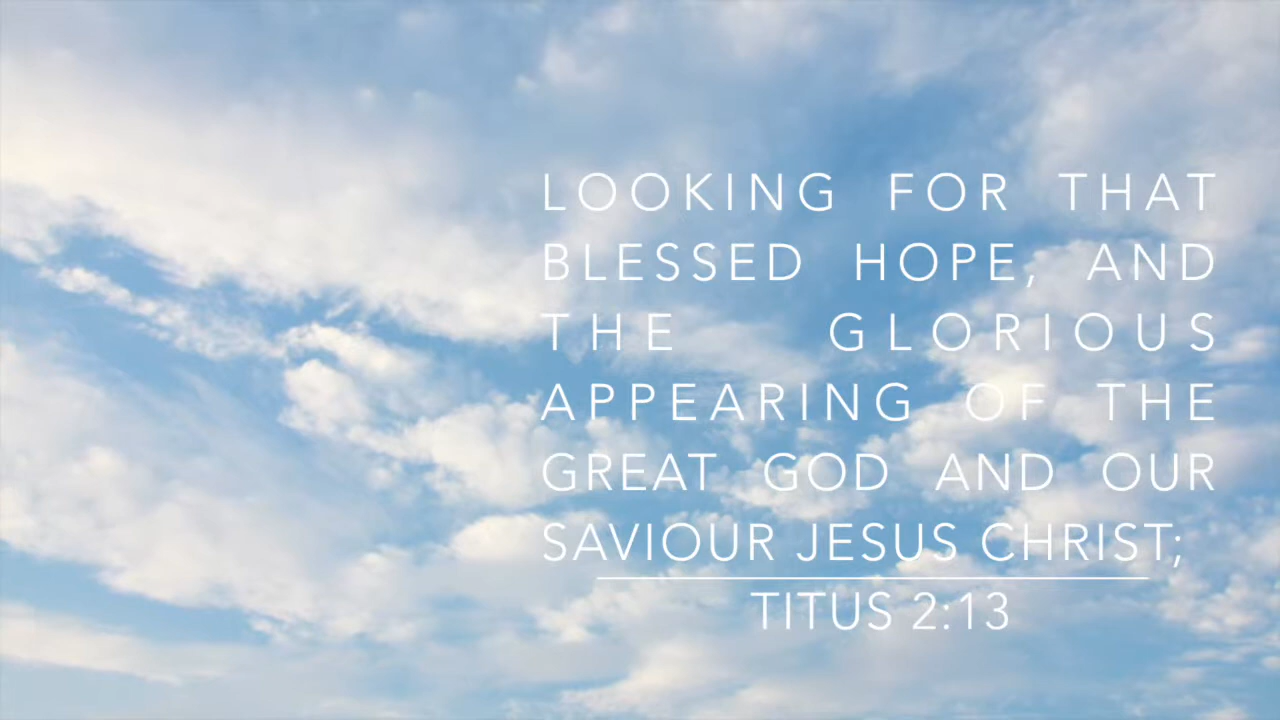 LOOKING FOR THAT
BLESSED HOPE, AND
THE GLORIOUS
APPEARING OF THE
GREAT GOD AND OUR
SAVIOUR JESUS CHRIST;
TITUS 2:13